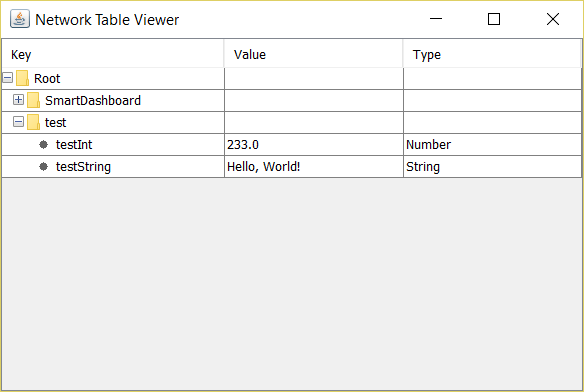 Network Table Viewer
Key Value Type
Root
SmartDashboard
test
testInt 233.0 Number
testString Hello, World! String